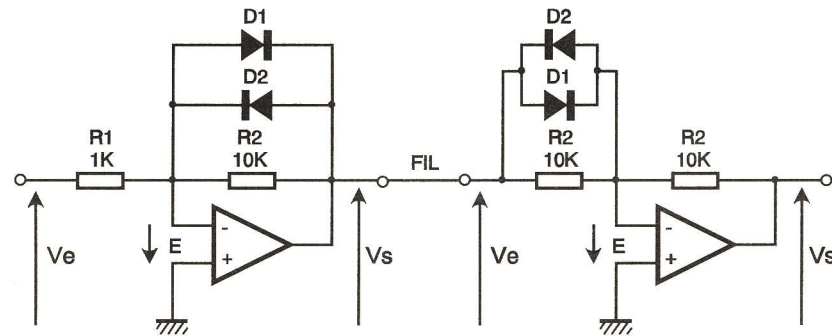 D1
D2
R1
1K
R2
10K
-
+
E
Ve
Vs
FIL
D2
D1
R2
10K
R2
10K
-
+
E
Ve
Vs